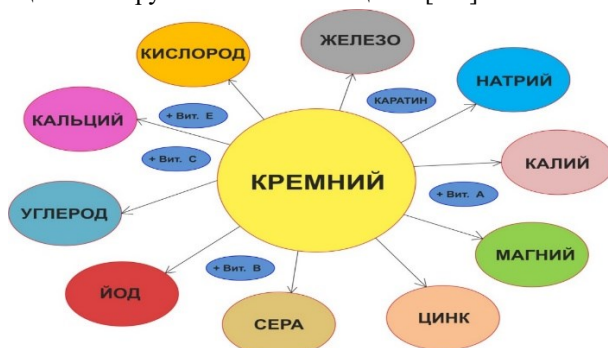 КИСЛОРОД
ЖЕЛЕЗО
НАТРИЙ
КАРАТИН
КАЛЬЦИЙ
+ Вит. Е
+ Вит. С
КРЕМНИЙ
КАЛИЙ
+ Вит. А
УГЛЕРОД
МАГНИЙ
+ Вит. В
ЙОД
СЕРА
ЦИНК